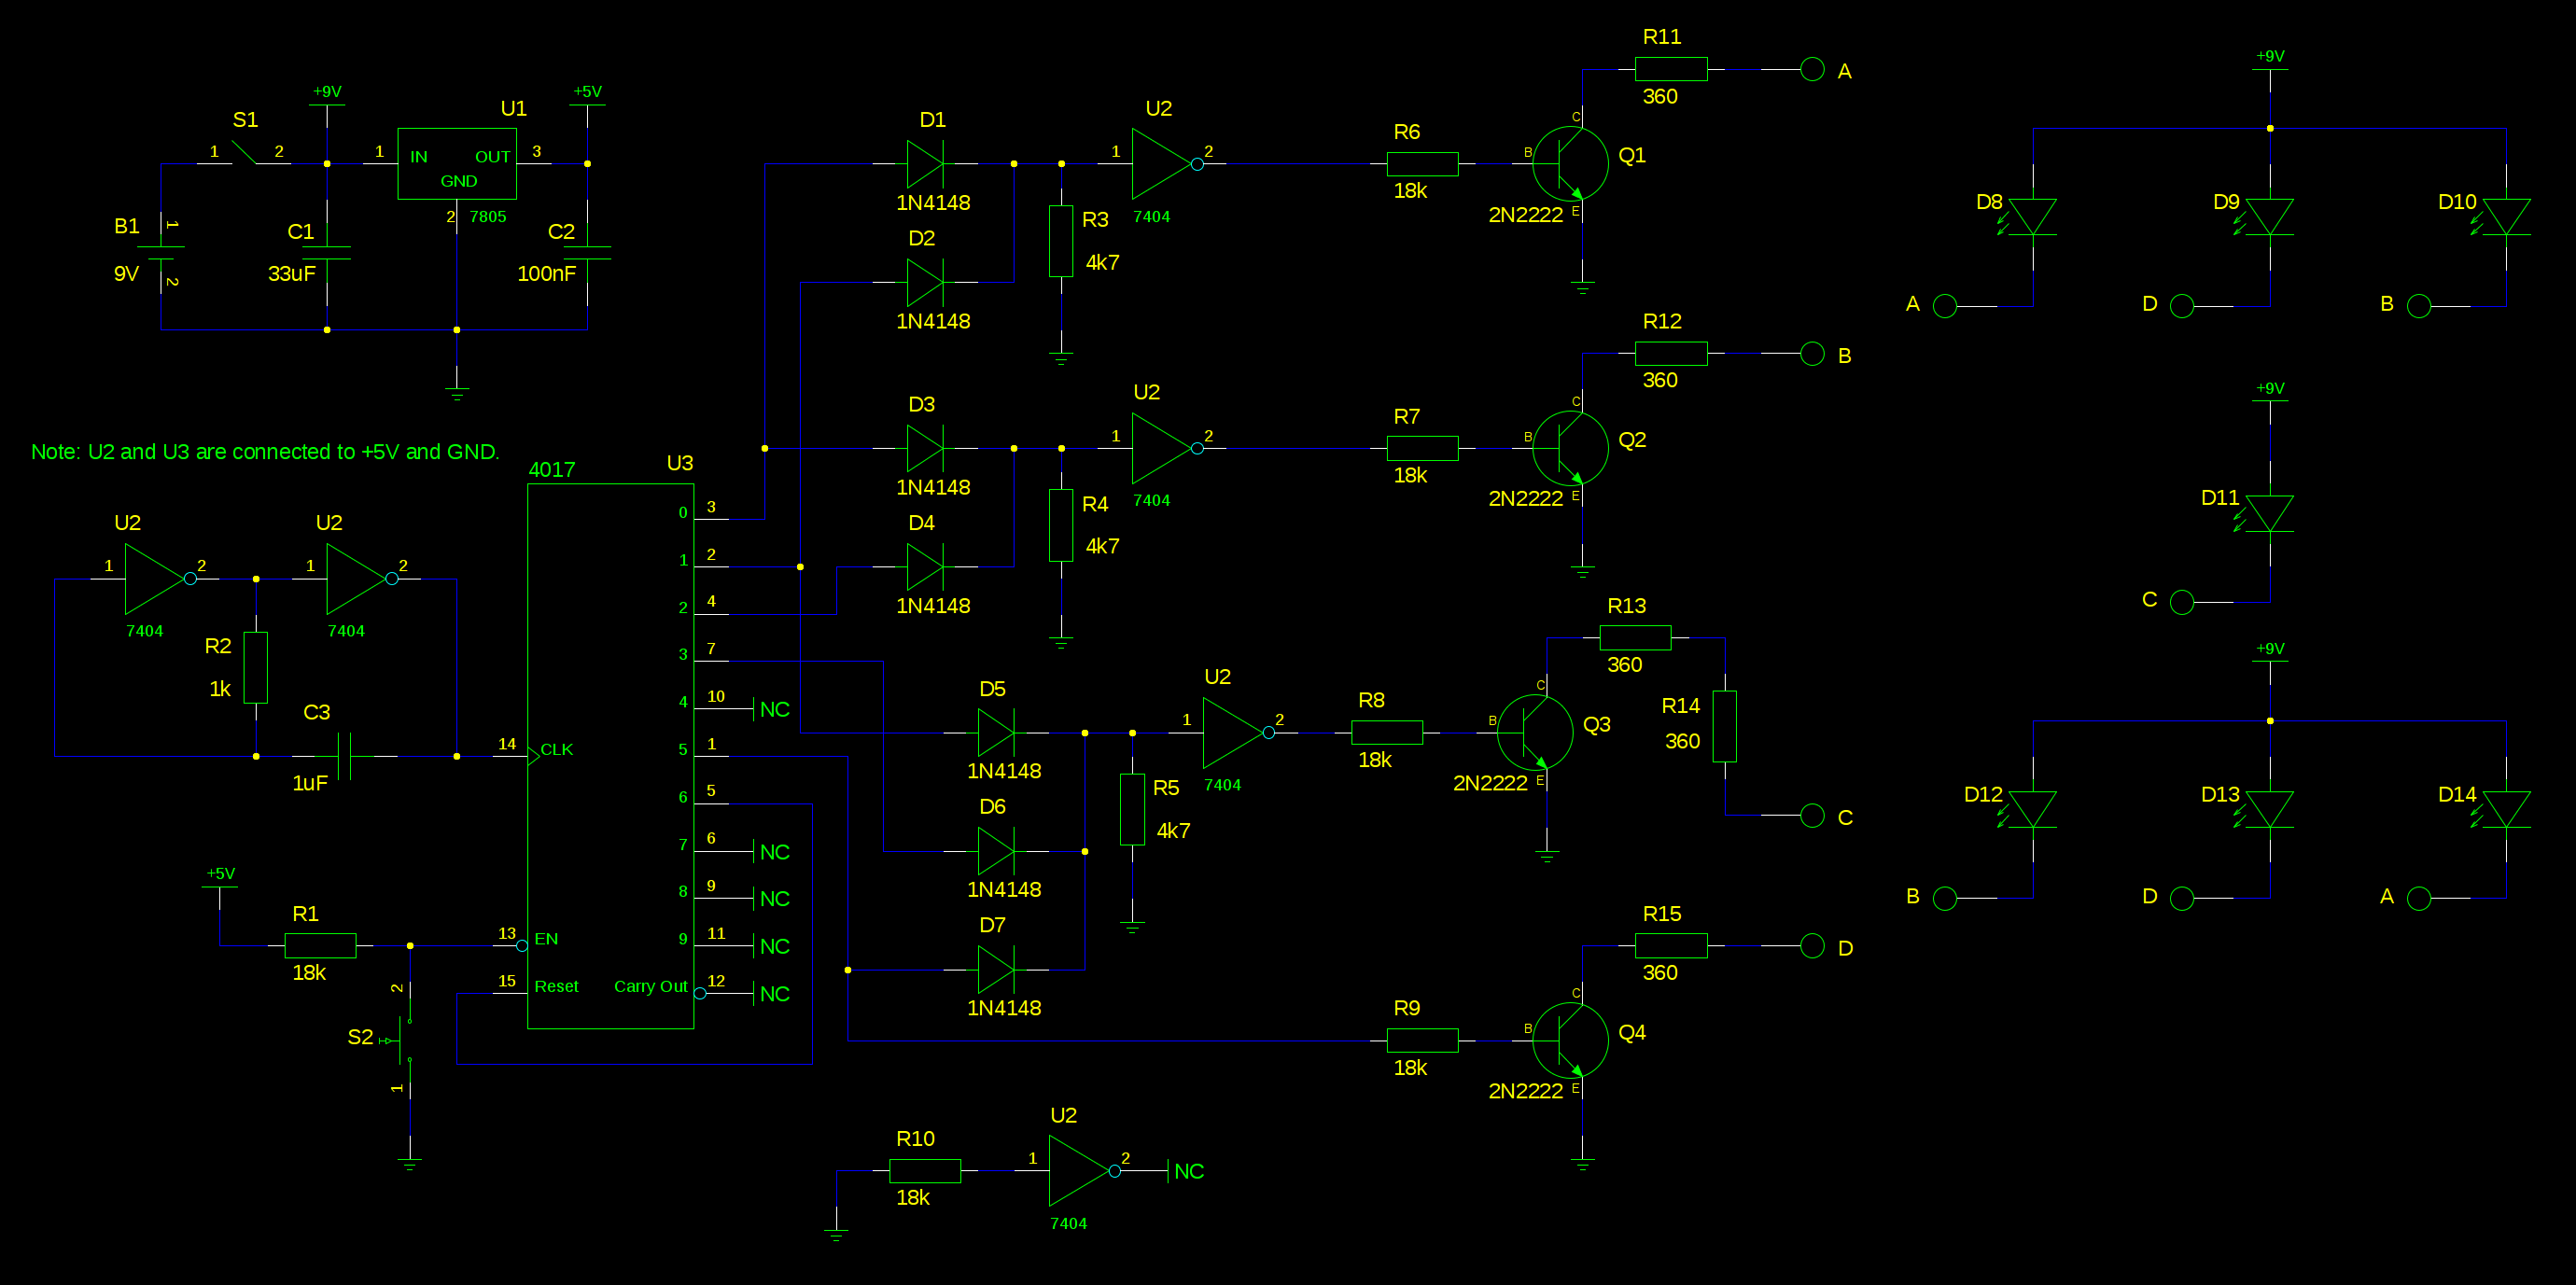 +9V
S1
1
2
1
IN
OUT
GND
2
7805
U1
3
+5V
B1
1
9V
2
C1
33uF
C2
100nF
Note: U2 and U3 are connected to +5V and GND.
U2
1
2
7404
U2
1
2
7404
R2
1k
C3
1uF
+5V
R1
18k
S2
2
1
4017
U3
14
CLK
13
EN
15
Reset
Carry Out
0
3
1
2
2
4
3
7
4
10
NC
5
1
6
5
7
6
NC
8
9
NC
9
11
NC
12
NC
D1
1N4148
D2
1N4148
R3
4k7
U2
1
2
7404
R6
18k
B
C
E
Q1
2N2222
R11
360
A
D3
1N4148
D4
1N4148
R4
4k7
U2
1
2
7404
R7
18k
B
C
E
Q2
2N2222
R12
360
B
D5
1N4148
D6
1N4148
D7
1N4148
R5
4k7
U2
1
2
7404
R8
18k
B
C
E
Q3
2N2222
R13
360
R14
360
C
R9
18k
B
C
E
Q4
2N2222
R15
360
D
R10
18k
U2
1
2
NC
7404
+9V
D8
D9
D10
A
D
B
+9V
D11
C
+9V
D12
D13
D14
B
D
A